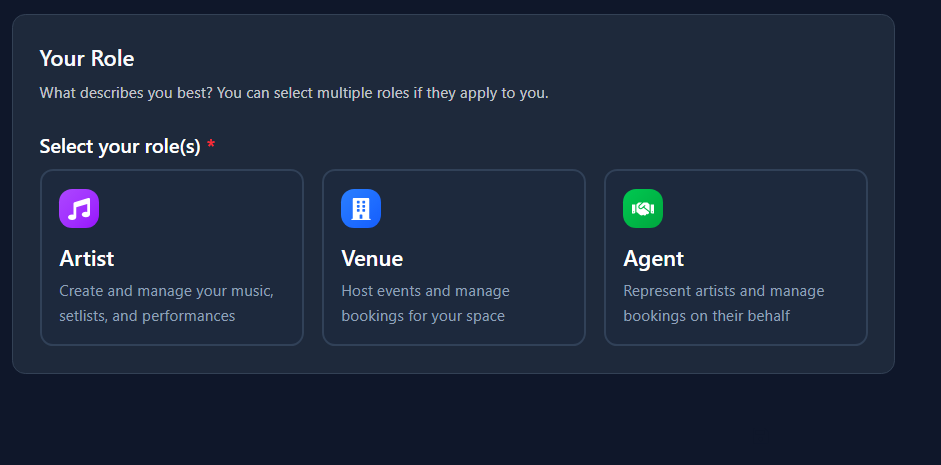 Your Role
What describes you best? You can select multiple roles if they apply to you.
Select your role(s) *
Artist
Create and manage your music,
setlists, and performances
Venue
Host events and manage
bookings for your space
Agent
Represent artists and manage
bookings on their behalf